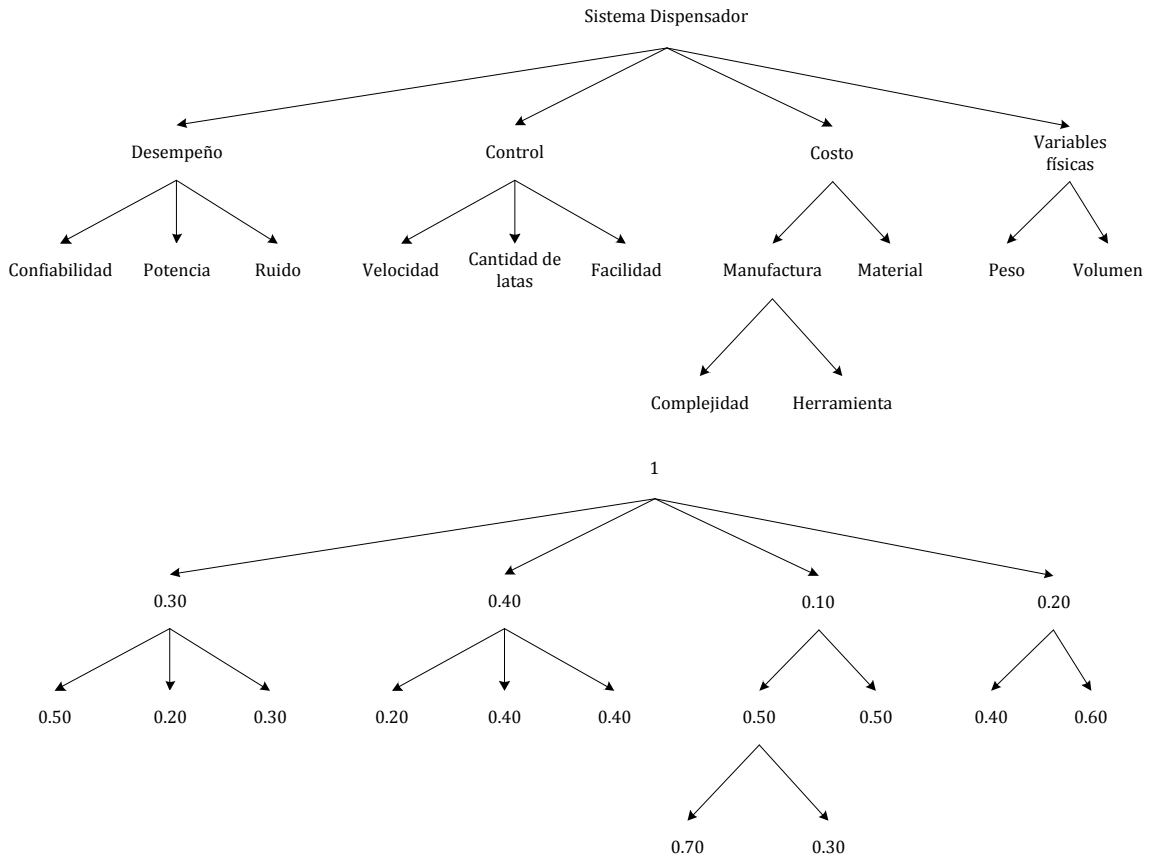 Sistema Dispensador
Desempeño
Control
Costo
Variables
físicas
Confiabilidad
Potencia
Ruido
Velocidad
Cantidad de
latas
Facilidad
Manufactura
Material
Peso
Volumen
Complejidad
Herramienta
1
0.30
0.40
0.10
0.20
0.50
0.20
0.30
0.20
0.40
0.40
0.50
0.50
0.40
0.60
0.70
0.30